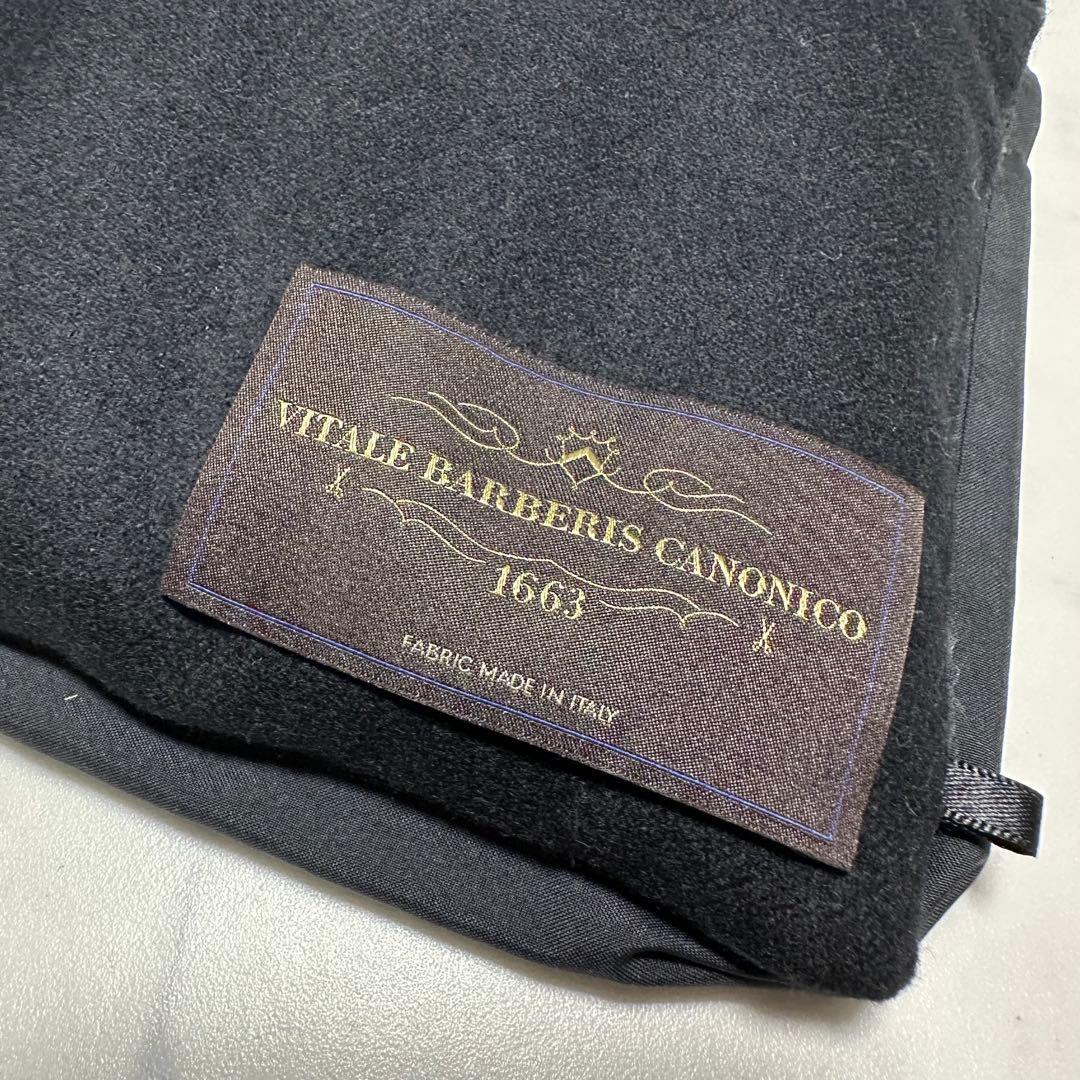 VITALE BARBERIS CANONICO
1663
FABRIC MADE IN ITALY